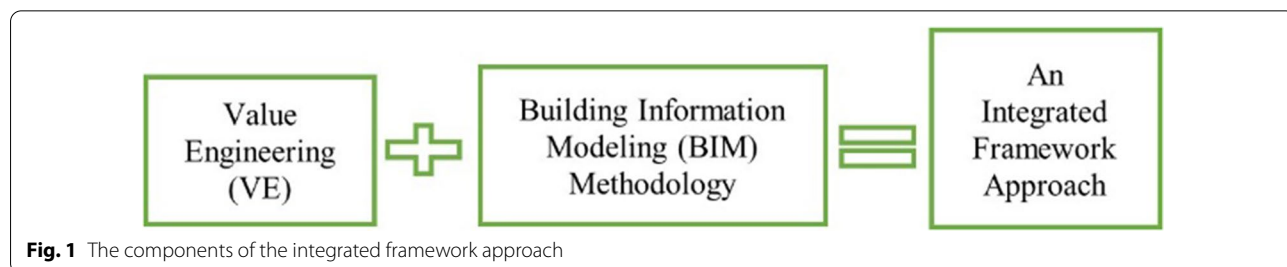 Value
Engineering
(VE)
Building Information
Modeling (BIM)
Methodology
An
Integrated
Framework
Approach
Fig. 1 The components of the integrated framework approach